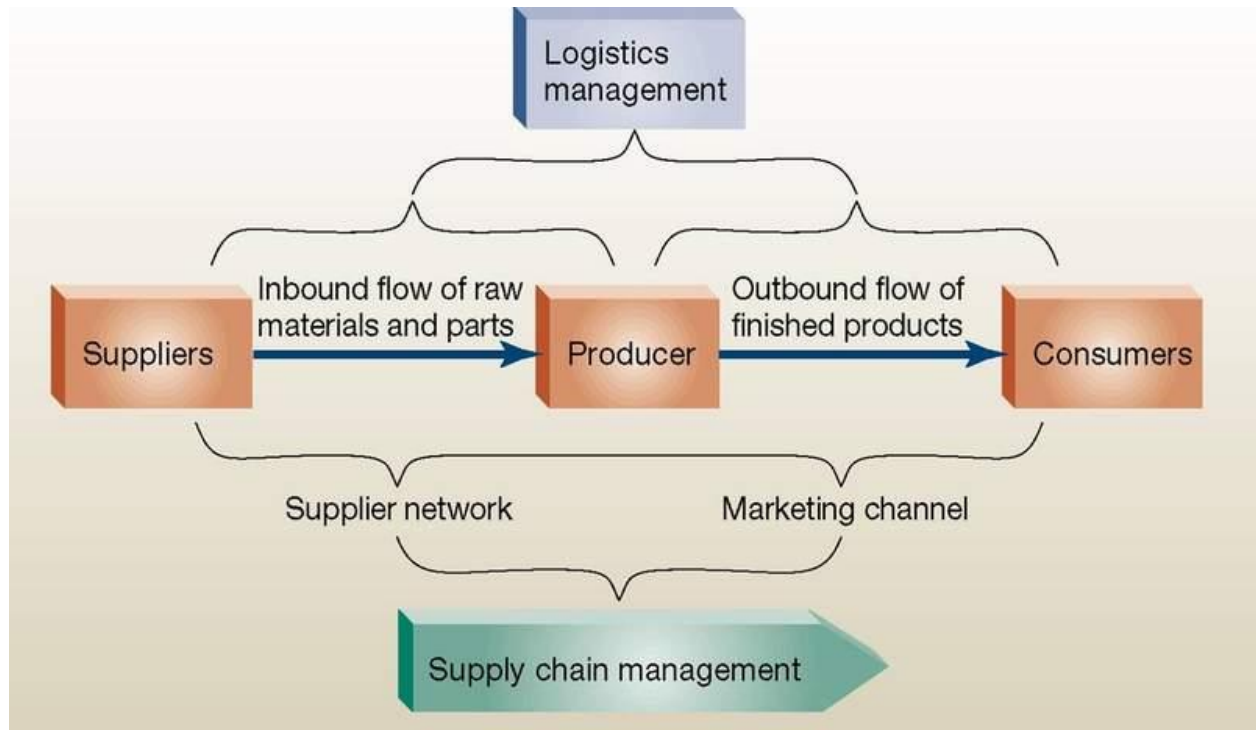 Logistics
management
Inbound flow of raw
materials and parts
Outbound flow of
finished products
Suppliers
Producer
Consumers
Supplier network
Marketing channel
Supply chain management